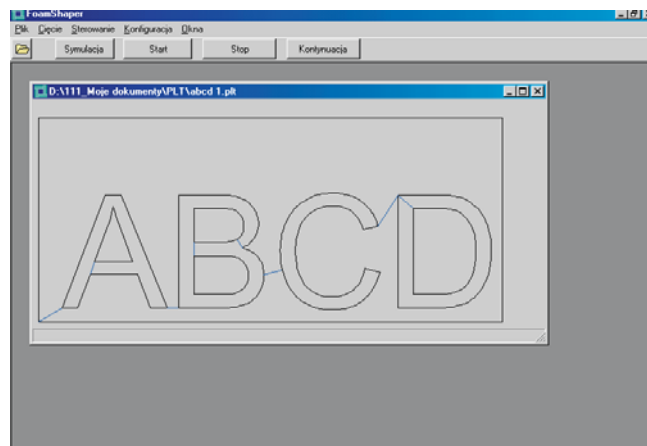 FoamShaper
Plik Cięcie Sterowanie Konfiguracja Okna
Symulacja Start Stop Kontynuacja
D:\111_Moje dokumenty\PLT\abcd 1.plt
ABCD